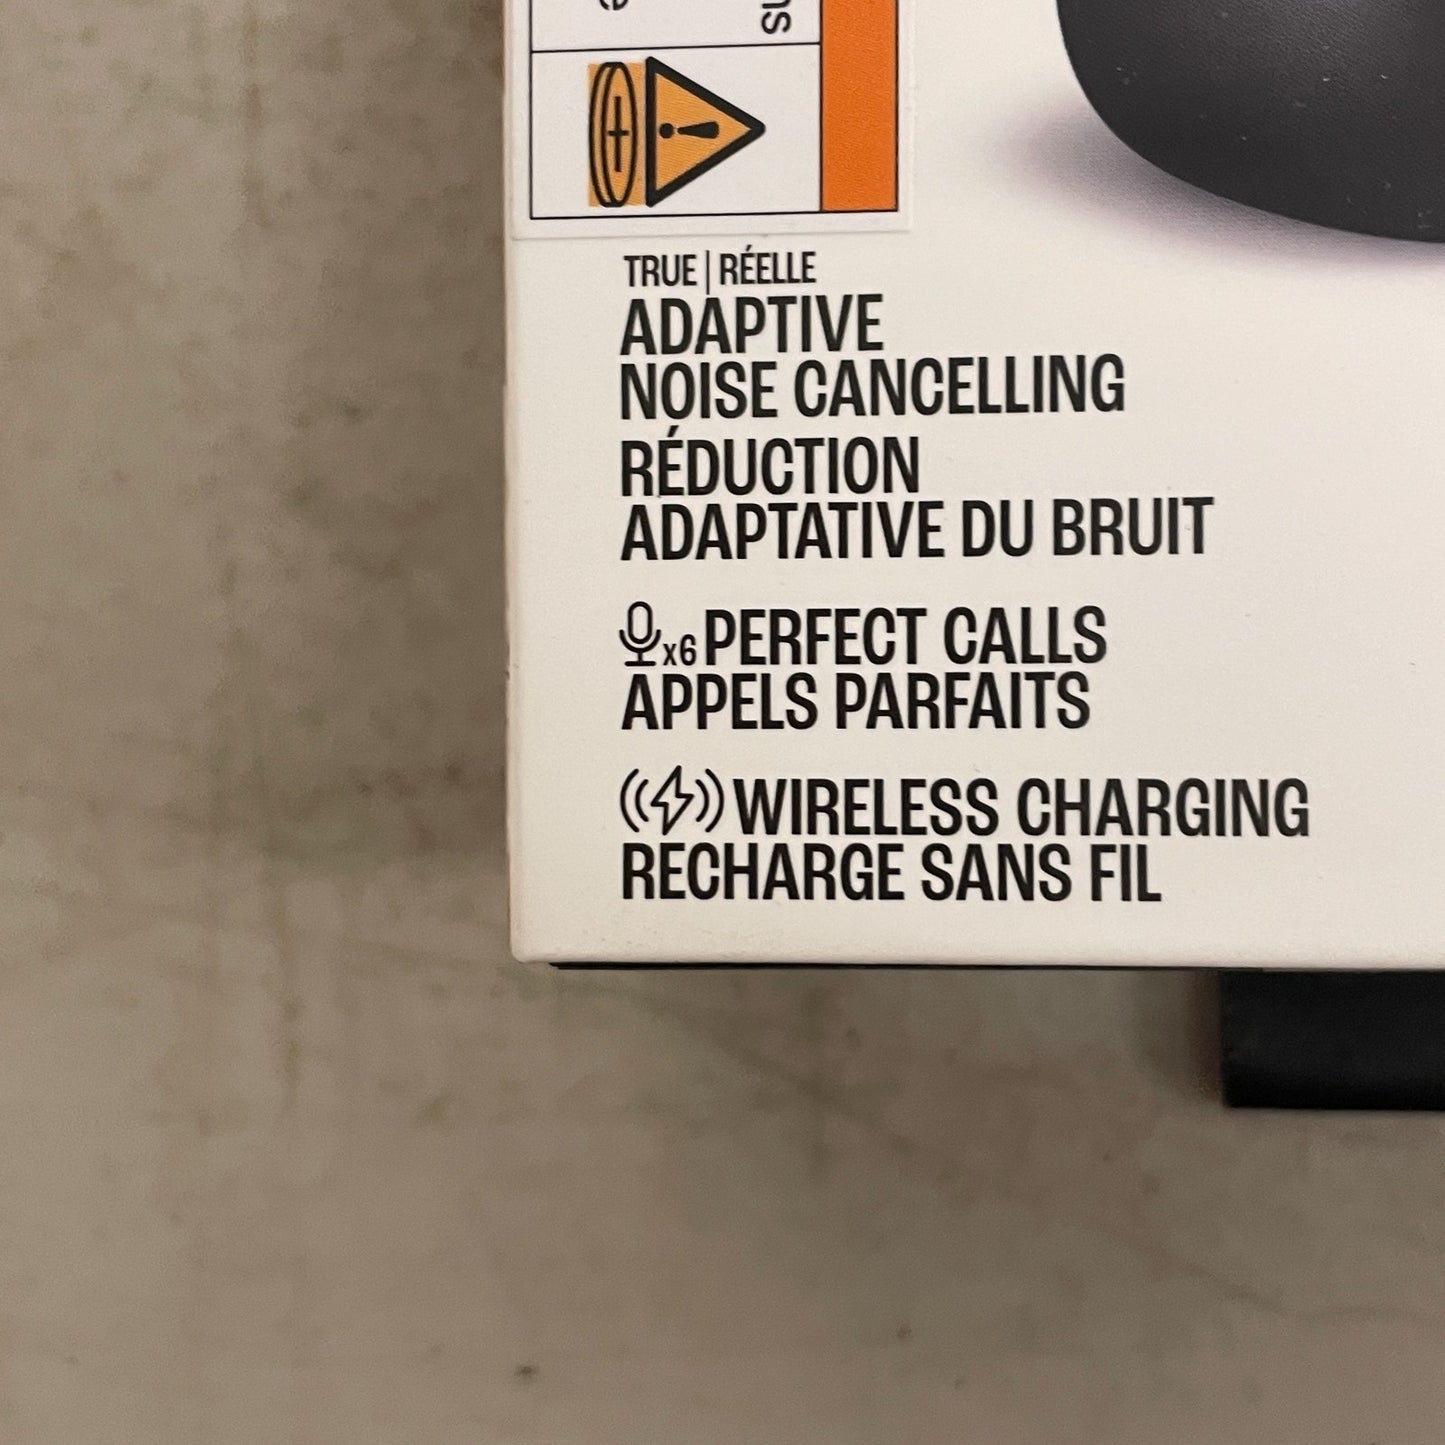 TRUE | RÉELLE
ADAPTIVE
NOISE CANCELLING
RÉDUCTION
ADAPTATIVE DU BRUIT
x6 PERFECT CALLS
APPELS PARFAITS
WIRELESS CHARGING
RECHARGE SANS FIL